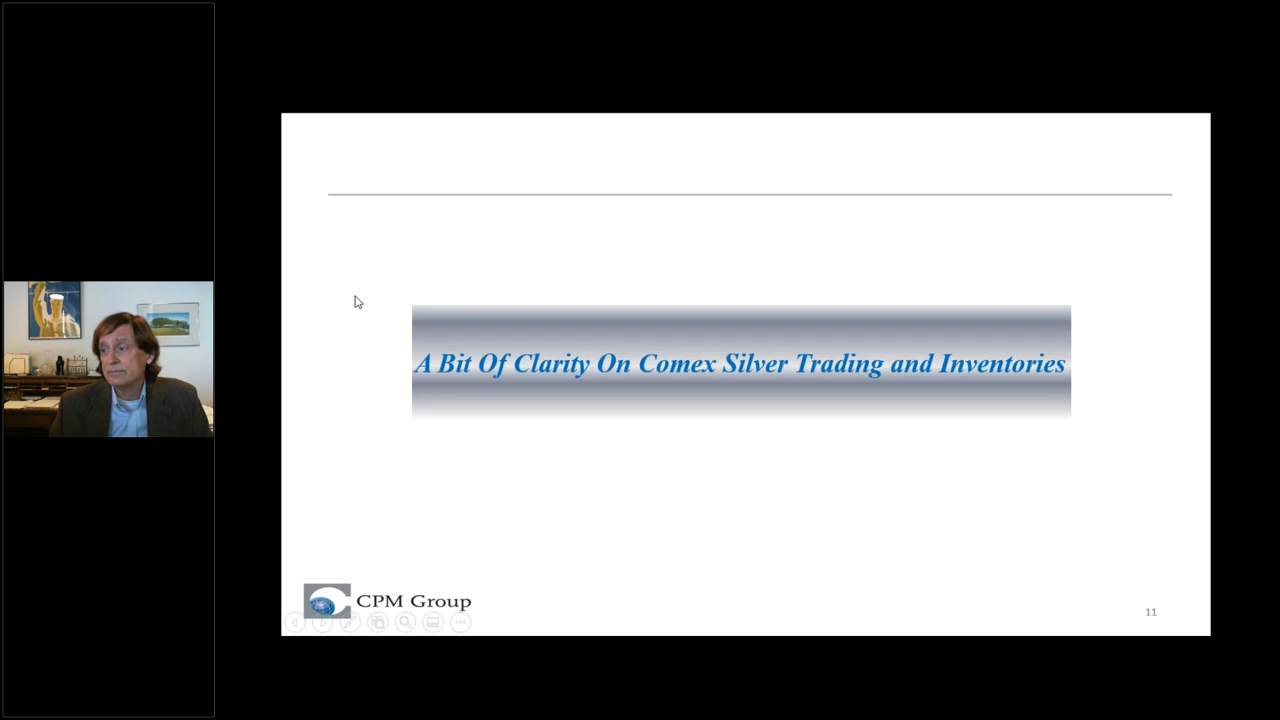 A Bit Of Clarity On Comex Silver Trading and Inventories
CPM Group
11